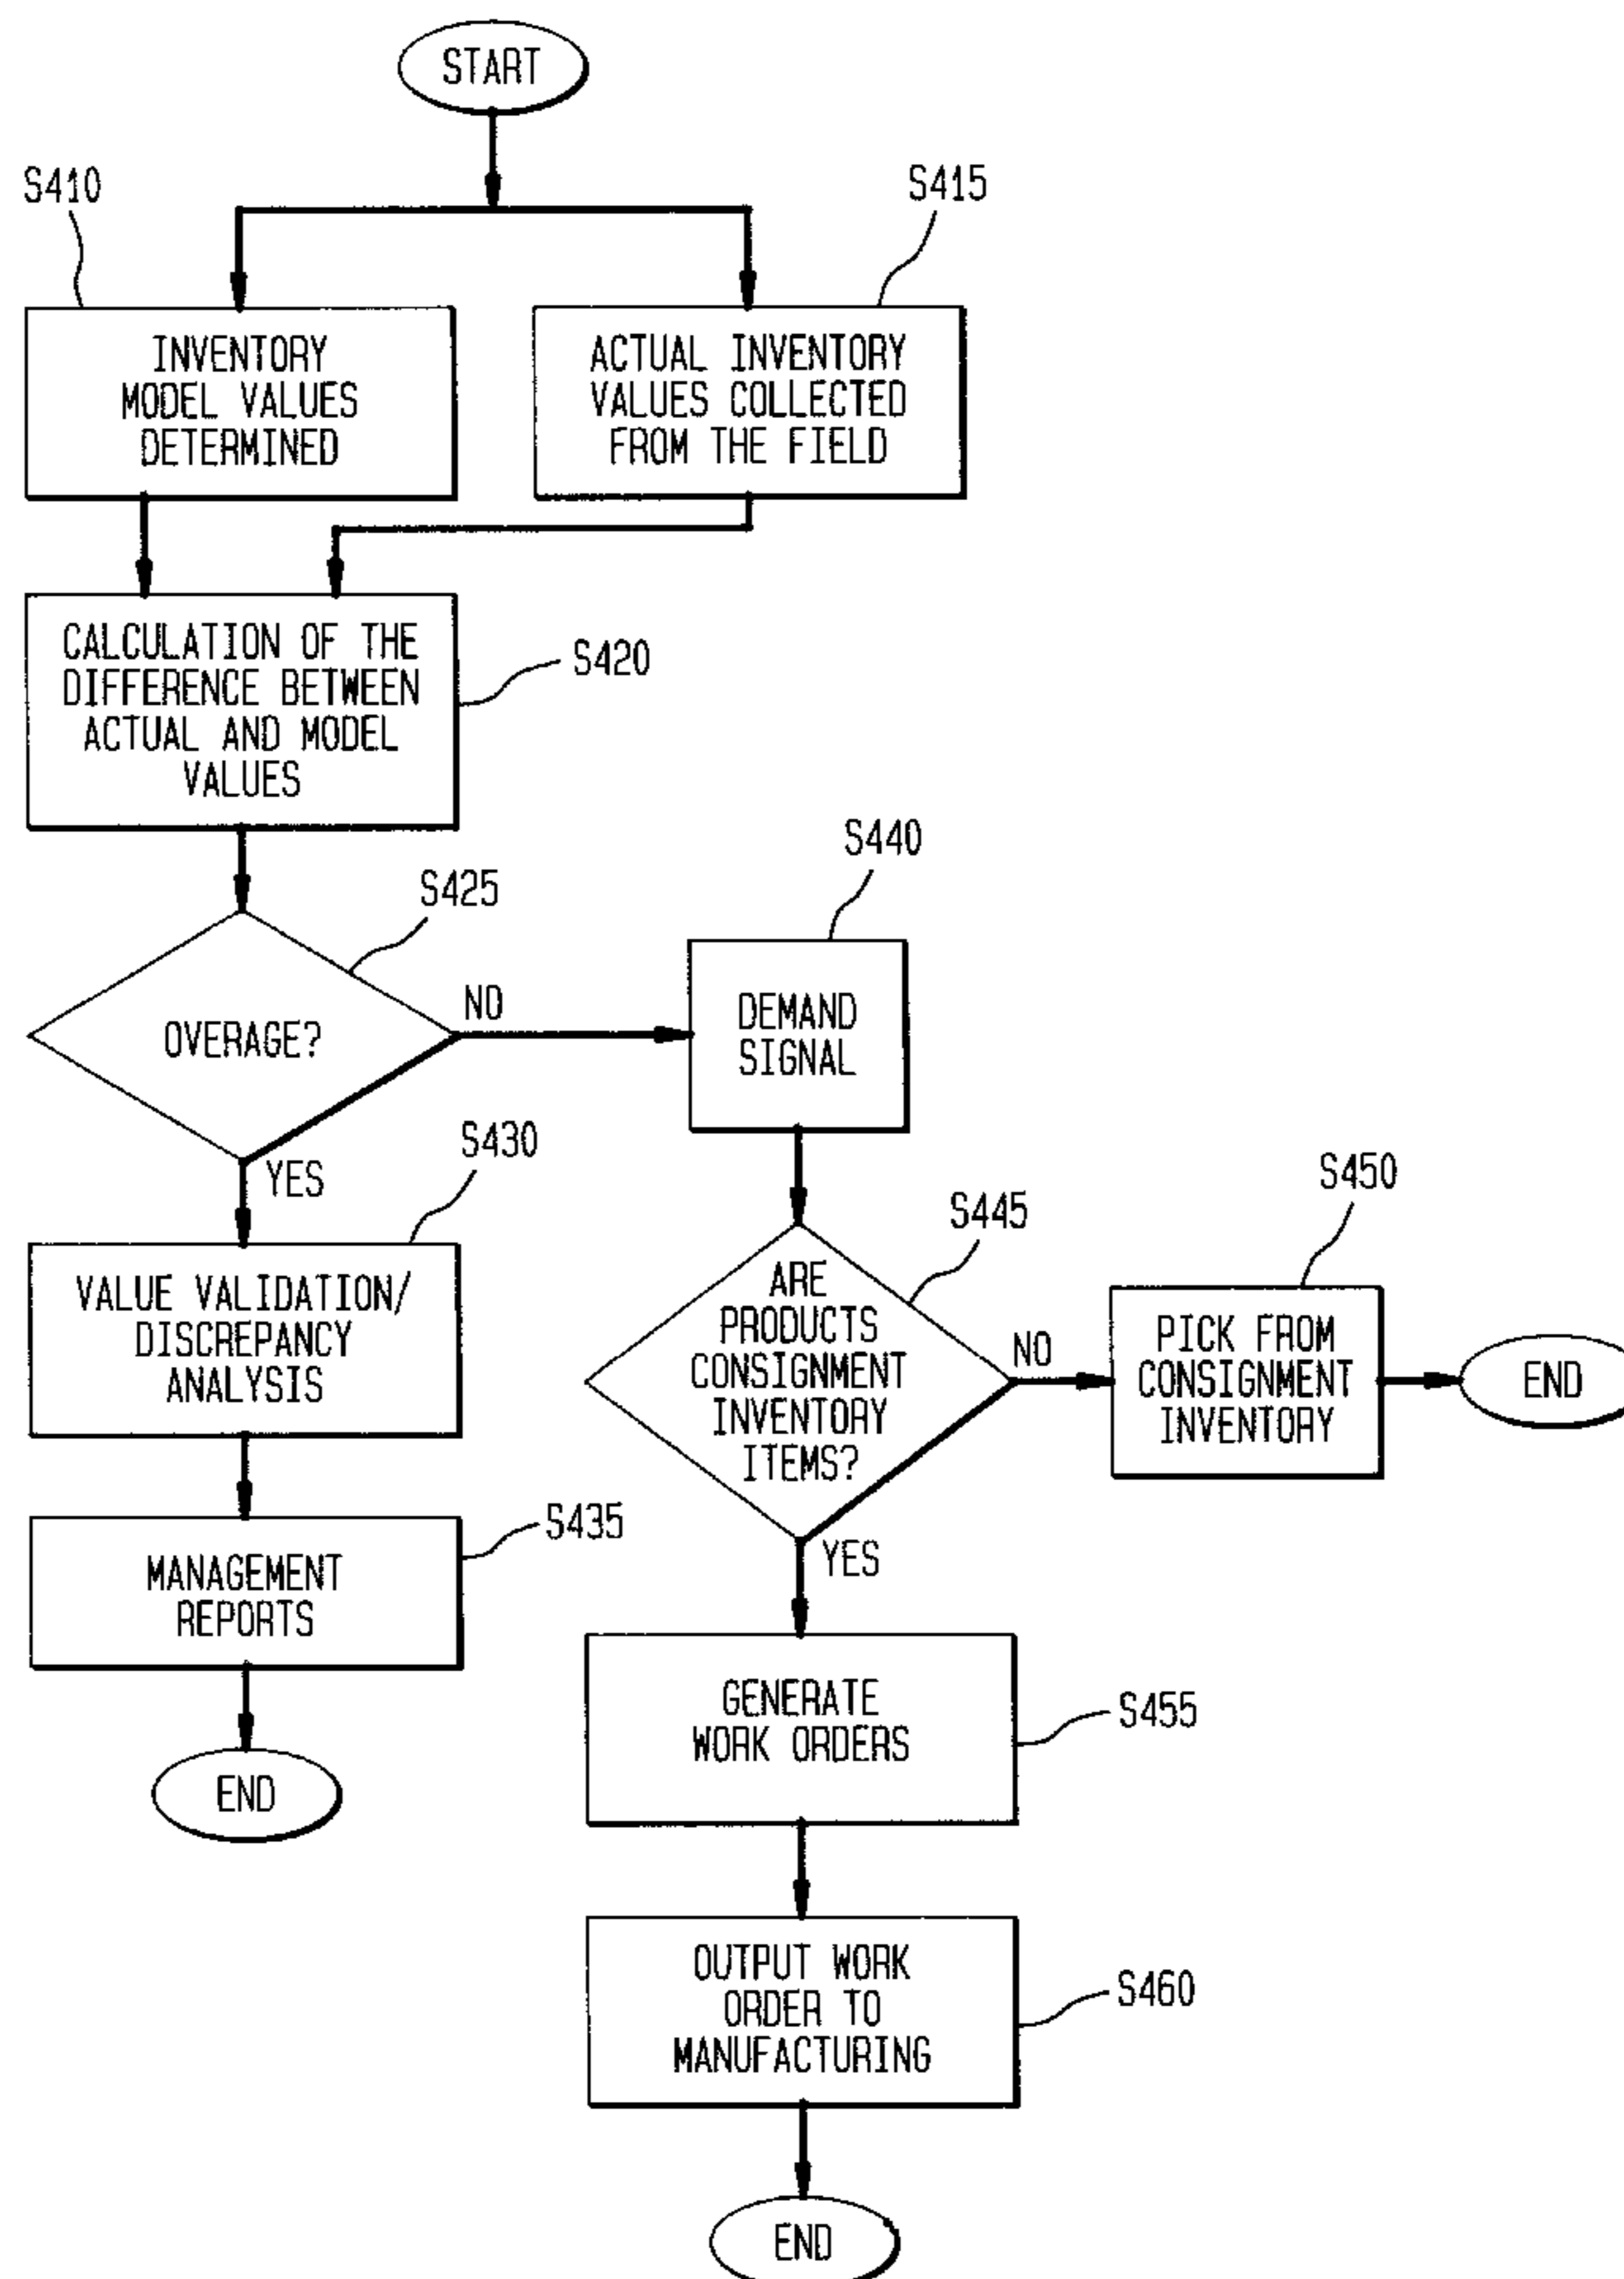 START
S410
S415
INVENTORY
MODEL VALUES
DETERMINED
ACTUAL INVENTORY
VALUES COLLECTED
FROM THE FIELD
CALCULATION OF THE
DIFFERENCE BETWEEN
ACTUAL AND MODEL
VALUES
S420
S425
OVERAGE?
NO
YES
S440
DEMAND
SIGNAL
S430
VALUE VALIDATION/
DISCREPANCY
ANALYSIS
S435
MANAGEMENT
REPORTS
END
S445
ARE
PRODUCTS
CONSIGNMENT
INVENTORY
ITEMS?
NO
YES
S450
PICK FROM
CONSIGNMENT
INVENTORY
END
GENERATE
WORK ORDERS
S455
OUTPUT WORK
ORDER TO
MANUFACTURING
S460
END